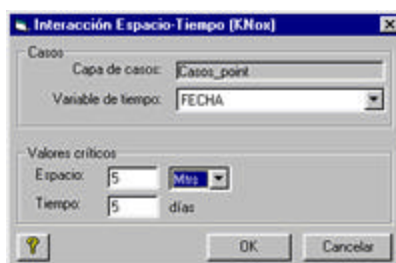 Interacción Espacio-Tiempo (KNox)
Casos
Capa de casos: Casos_point
Variable de tiempo: FECHA
Valores críticos
Espacio: 5 Mtrs
Tiempo: 5 días
? OK Cancelar